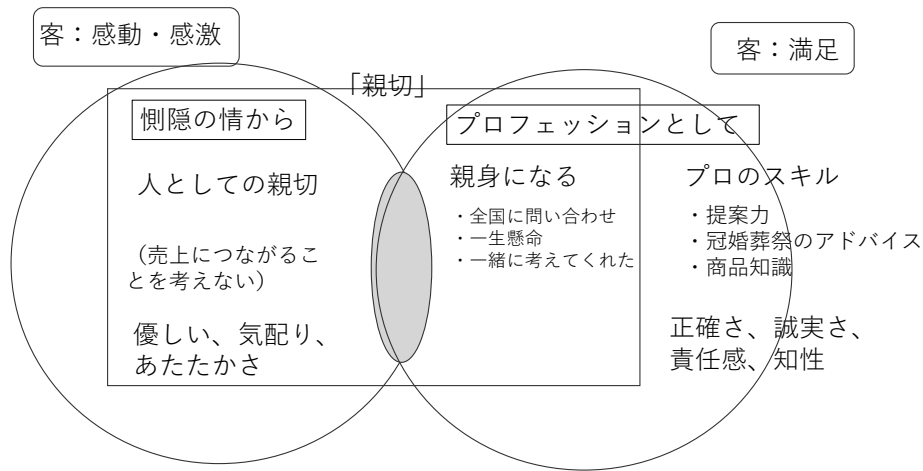 客：感動・感激
客：満足
「親切」
惻隠の情から
人としての親切
（売上につながるこ
とを考えない）
優しい、気配り、
あたたかさ
プロフェッションとして
親身になる
・全国に問い合わせ
・一生懸命
・一緒に考えてくれた
プロのスキル
・提案力
・冠婚葬祭のアドバイス
・商品知識
正確さ、誠実さ、
責任感、知性